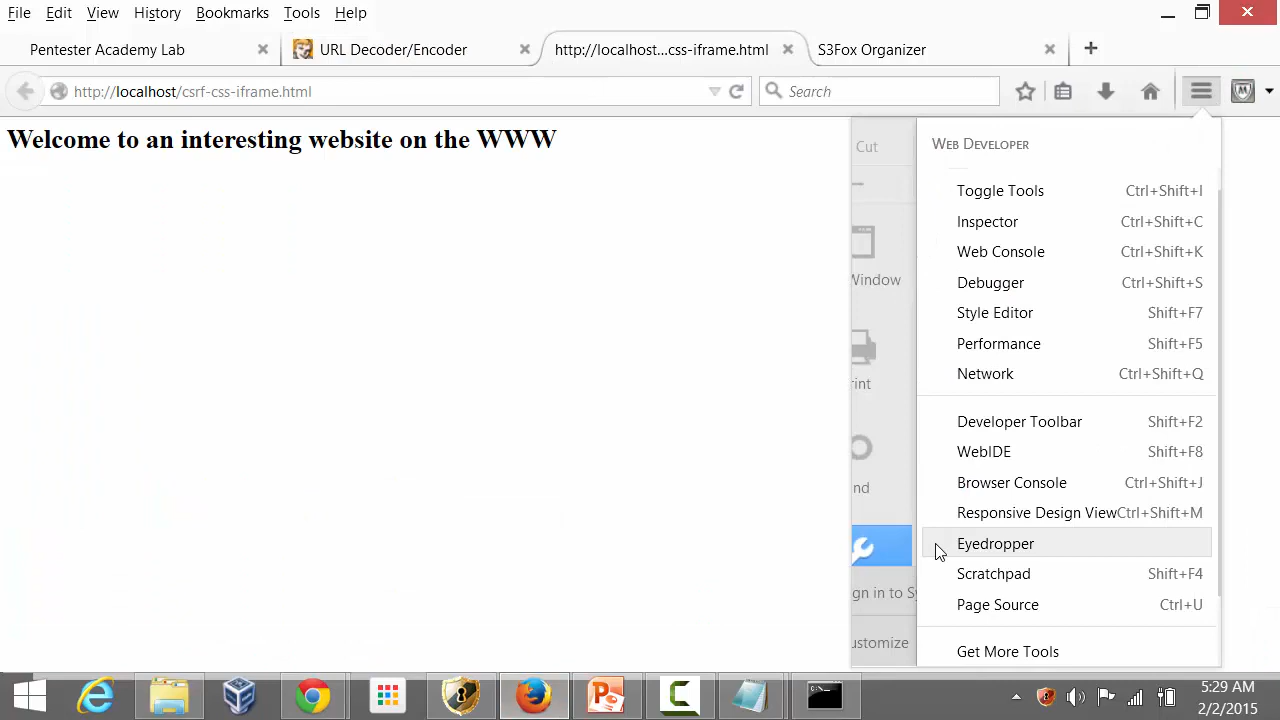 File Edit View History Bookmarks Tools Help
Pentester Academy Lab
URL Decoder/Encoder
http://localhost...css-iframe.html
S3Fox Organizer
http://localhost/csrf-css-iframe.html
Search
Welcome to an interesting website on the WWW
Cut
Window
rint
nd
gn in to Sy
ustomize
Web Developer
Toggle Tools Ctrl+Shift+I
Inspector Ctrl+Shift+C
Web Console Ctrl+Shift+K
Debugger Ctrl+Shift+S
Style Editor Shift+F7
Performance Shift+F5
Network Ctrl+Shift+Q
Developer Toolbar Shift+F2
WebIDE Shift+F8
Browser Console Ctrl+Shift+J
Responsive Design View Ctrl+Shift+M
Eyedropper
Scratchpad Shift+F4
Page Source Ctrl+U
Get More Tools
5:29 AM
2/2/2015